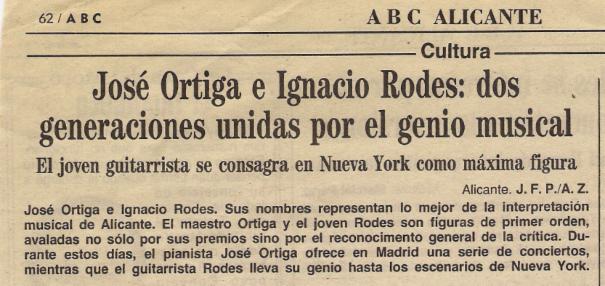 62 / A B C
A B C ALICANTE
Cultura
José Ortiga e Ignacio Rodes: dos
generaciones unidas por el genio musical
El joven guitarrista se consagra en Nueva York como máxima figura
Alicante. J. F. P./A. Z.
José Ortiga e Ignacio Rodes. Sus nombres representan lo mejor de la interpretación
musical de Alicante. El maestro Ortiga y el joven Rodes son figuras de primer orden,
avaladas no sólo por sus premios sino por el reconocimento general de la crítica. Du-
rante estos días, el pianista José Ortiga ofrece en Madrid una serie de conciertos,
mientras que el guitarrista Rodes lleva su genio hasta los escenarios de Nueva York.